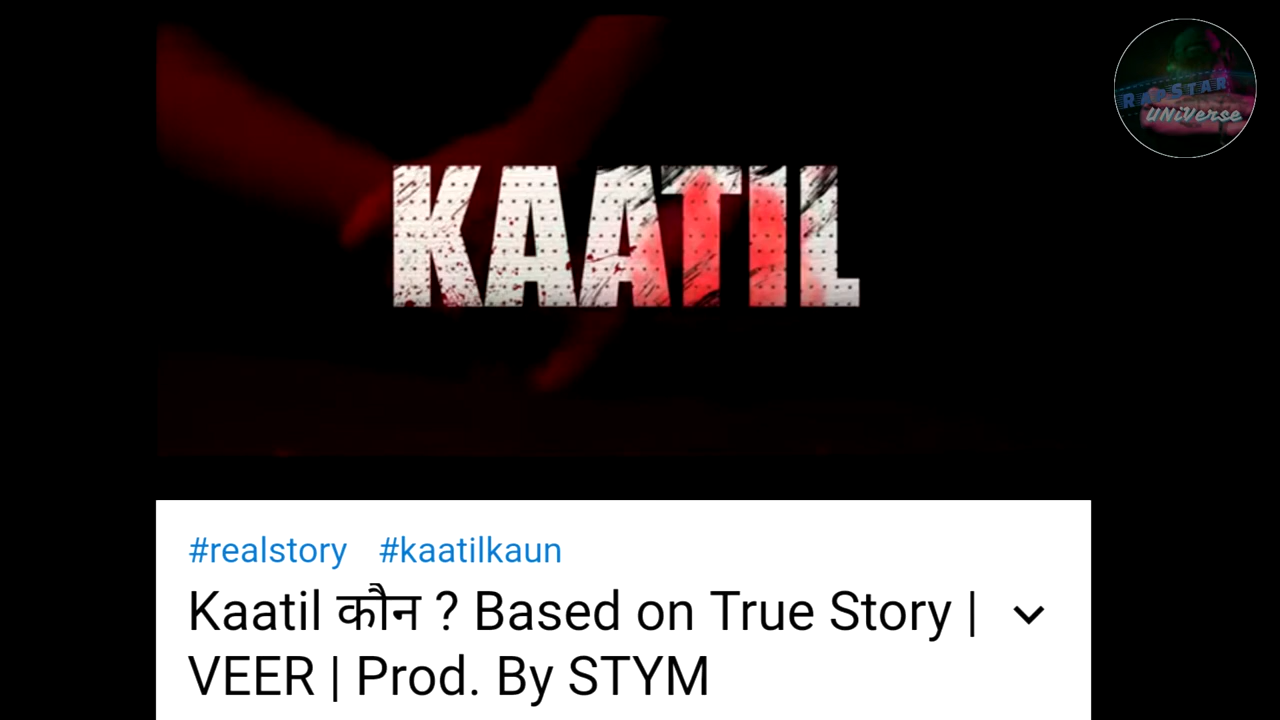 RapStar
UNiVerse
KAATIL
#realstory #kaatilkaun
Kaatil कौन ? Based on True Story |
VEER | Prod. By STYM